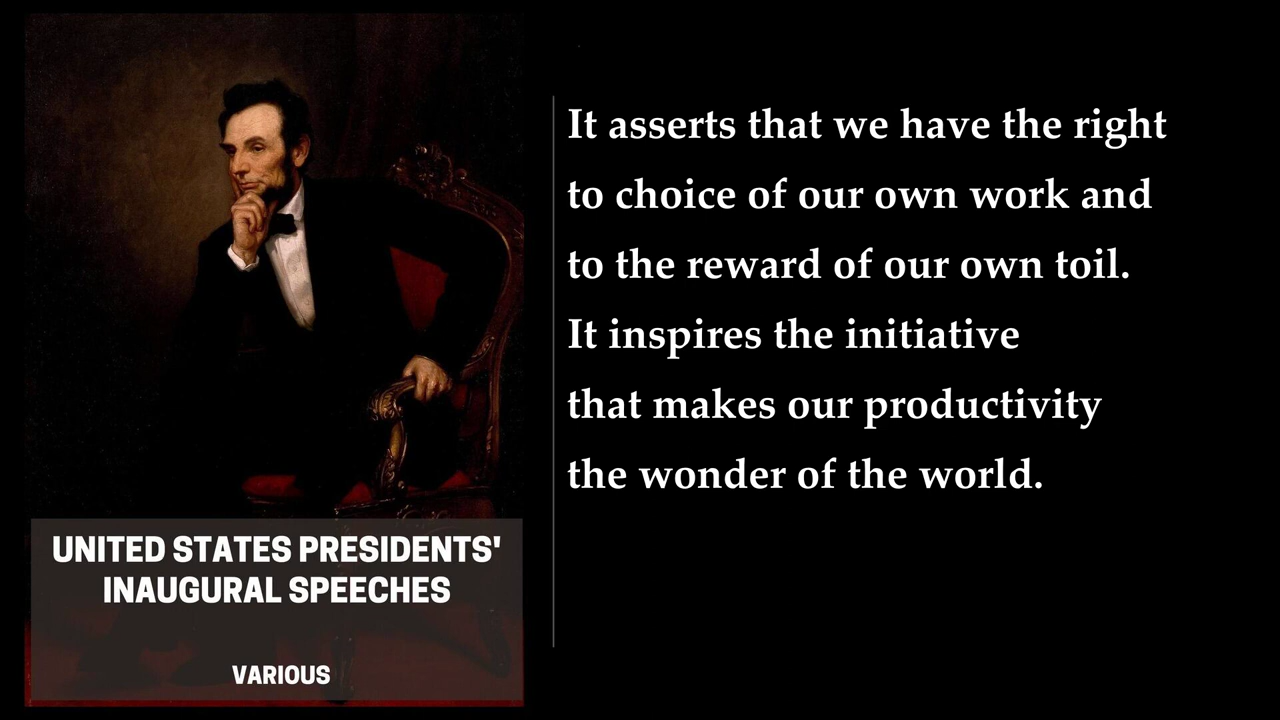 UNITED STATES PRESIDENTS'
INAUGURAL SPEECHES
VARIOUS
It asserts that we have the right
to choice of our own work and
to the reward of our own toil.
It inspires the initiative
that makes our productivity
the wonder of the world.